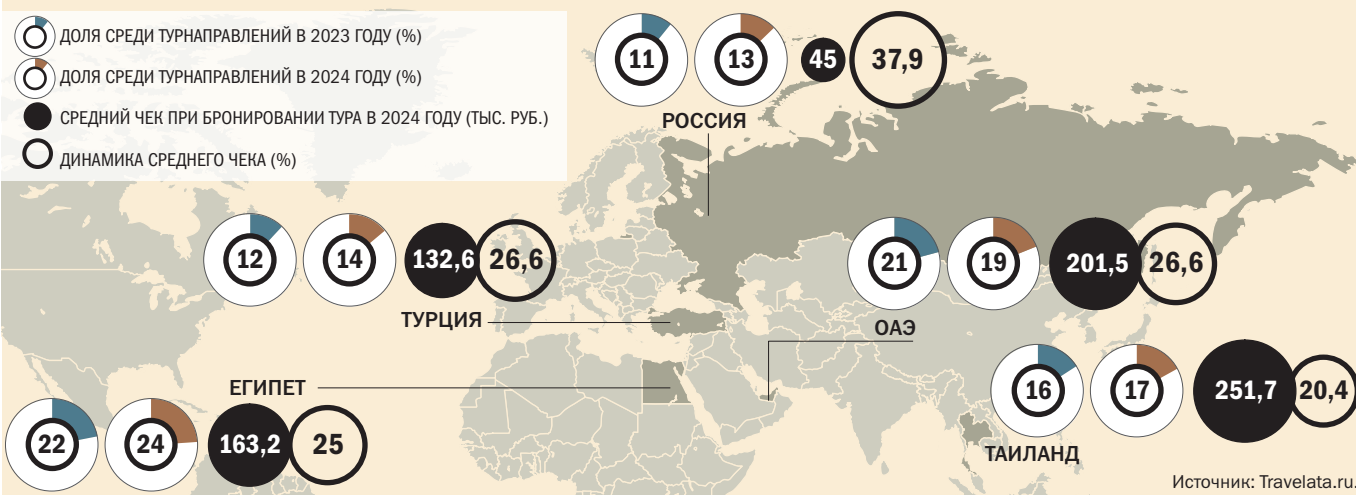 ДОЛЯ СРЕДИ ТУРНАПРАВЛЕНИЙ В 2023 ГОДУ (%)
ДОЛЯ СРЕДИ ТУРНАПРАВЛЕНИЙ В 2024 ГОДУ (%)
СРЕДНИЙ ЧЕК ПРИ БРОНИРОВАНИИ ТУРА В 2024 ГОДУ (ТЫС. РУБ.)
ДИНАМИКА СРЕДНЕГО ЧЕКА (%)
11 13 45 37,9
РОССИЯ
12 14 132,6 26,6
ТУРЦИЯ
21 19 201,5 26,6
ОАЭ
ЕГИПЕТ
22 24 163,2 25
16 17 251,7 20,4
ТАИЛАНД
Источник: Travelata.ru.